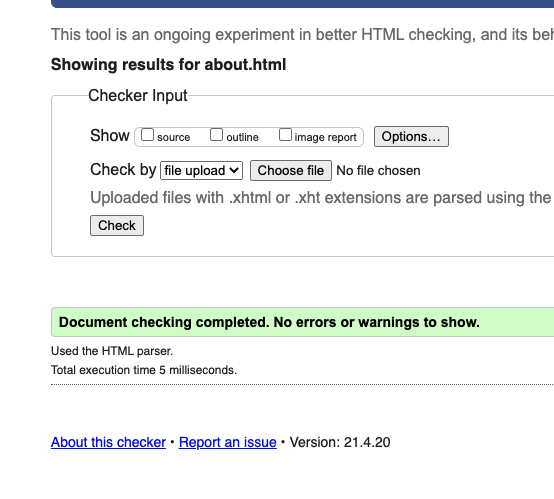 This tool is an ongoing experiment in better HTML checking, and its
Showing results for about.html
Checker Input
Show source outline image report Options...
Check by file upload Choose file No file chosen
Uploaded files with .xhtml or .xht extensions are parsed using the
Check
Document checking completed. No errors or warnings to show.
Used the HTML parser.
Total execution time 5 milliseconds.
About this checker • Report an issue • Version: 21.4.20